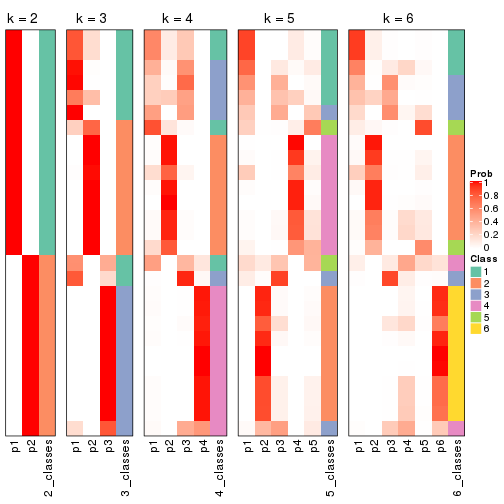 k = 2
k = 3
k = 4
k = 5
k = 6
Prob
1
0.8
0.6
0.4
0.2
0
Class
1
2
3
4
5
6
p1
p2
2_classes
p1
p2
p3
3_classes
p1
p2
p3
p4
4_classes
p1
p2
p3
p4
p5
5_classes
p1
p2
p3
p4
p5
p6
6_classes